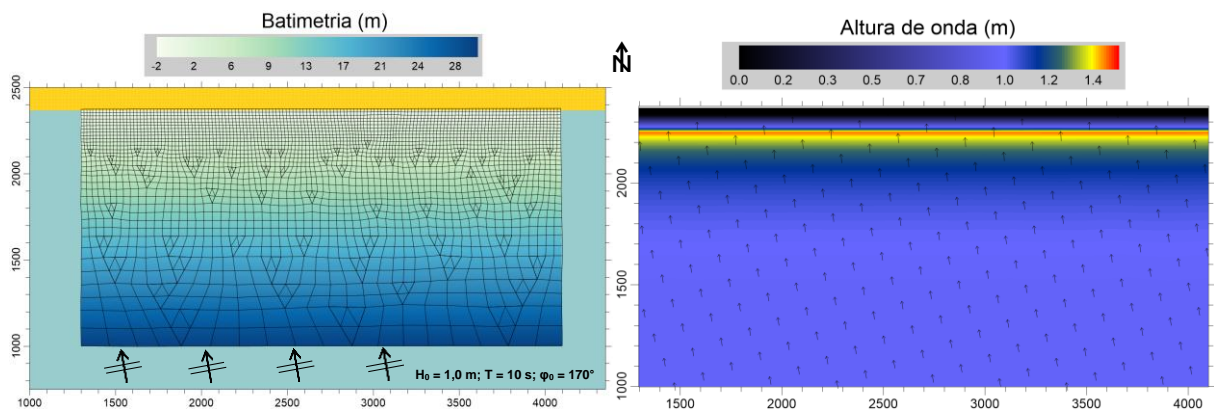 Batimetria (m)
-2 2 6 9 13 17 21 24 28
2500
2000
1500
1000
H₀ = 1,0 m; T = 10 s; φ₀ = 170°
1000 1500 2000 2500 3000 3500 4000
N
Altura de onda (m)
0.0 0.2 0.3 0.5 0.7 0.8 1.0 1.2 1.4
2000
1500
1000
1500 2000 2500 3000 3500 4000